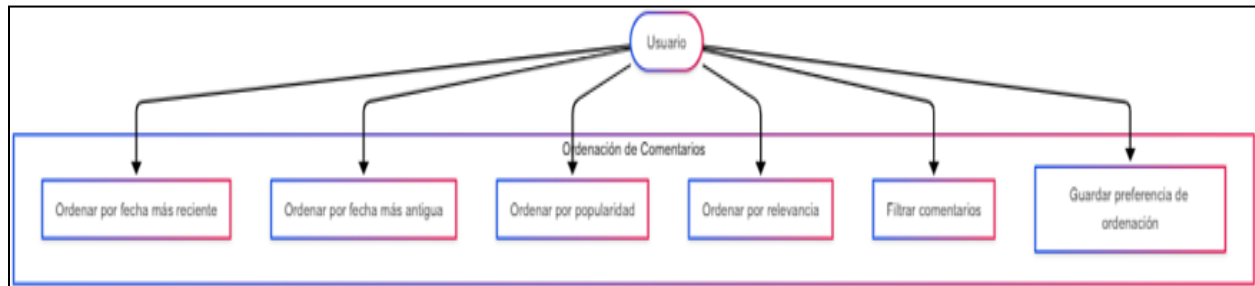 Usuario
Ordenación de Comentarios
Ordenar por fecha más reciente
Ordenar por fecha más antigua
Ordenar por popularidad
Ordenar por relevancia
Filtrar comentarios
Guardar preferencia de
ordenación